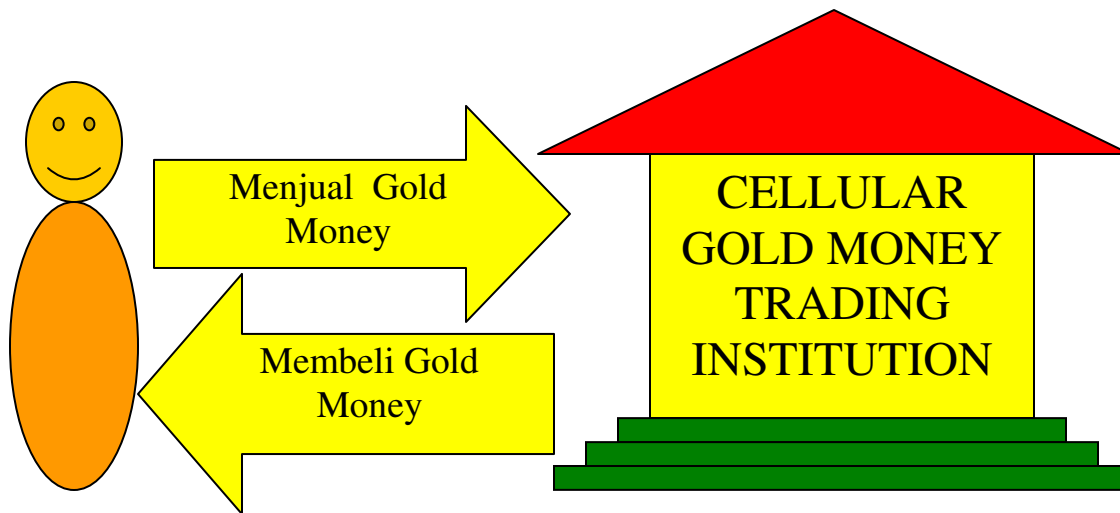 Menjual  Gold
Money
Membeli Gold
Money
CELLULAR
GOLD MONEY
TRADING
INSTITUTION